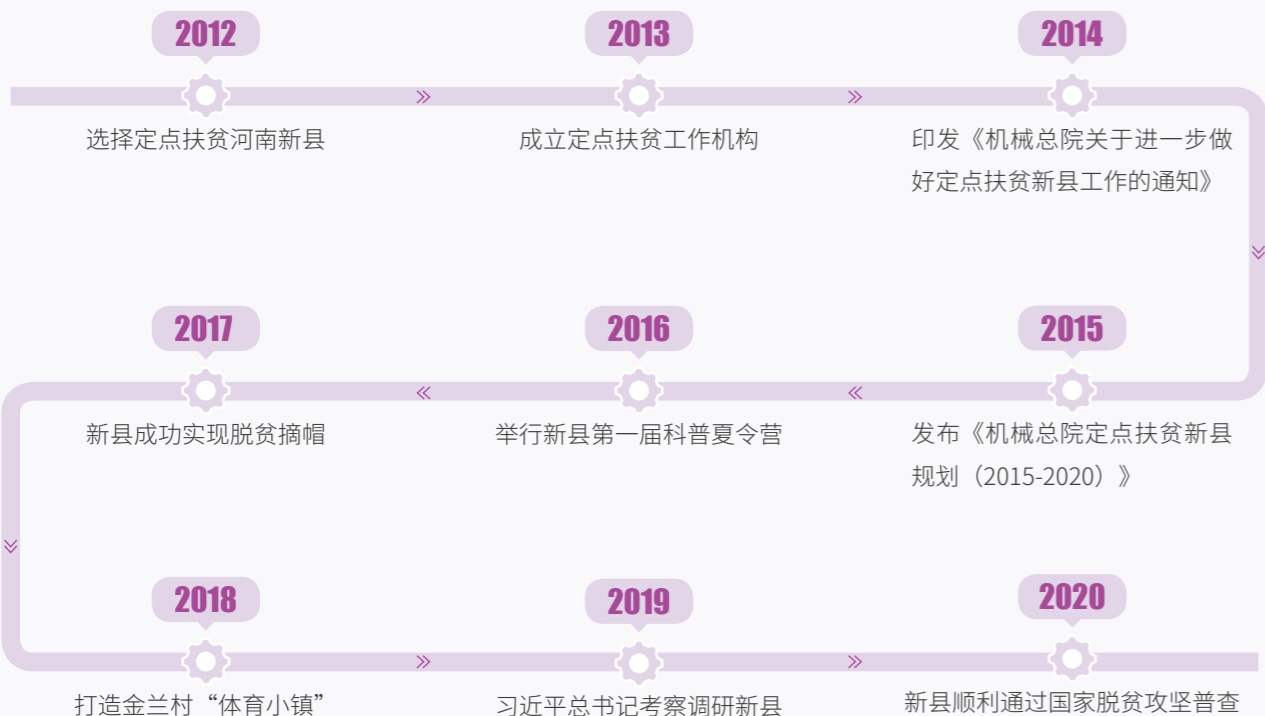 2012
选择定点扶贫河南新县
2013
成立定点扶贫工作机构
2014
印发《机械总院关于进一步做
好定点扶贫新县工作的通知》
2015
发布《机械总院定点扶贫新县
规划（2015-2020）》
2016
举行新县第一届科普夏令营
2017
新县成功实现脱贫摘帽
2018
打造金兰村“体育小镇”
2019
习近平总书记考察调研新县
2020
新县顺利通过国家脱贫攻坚普查